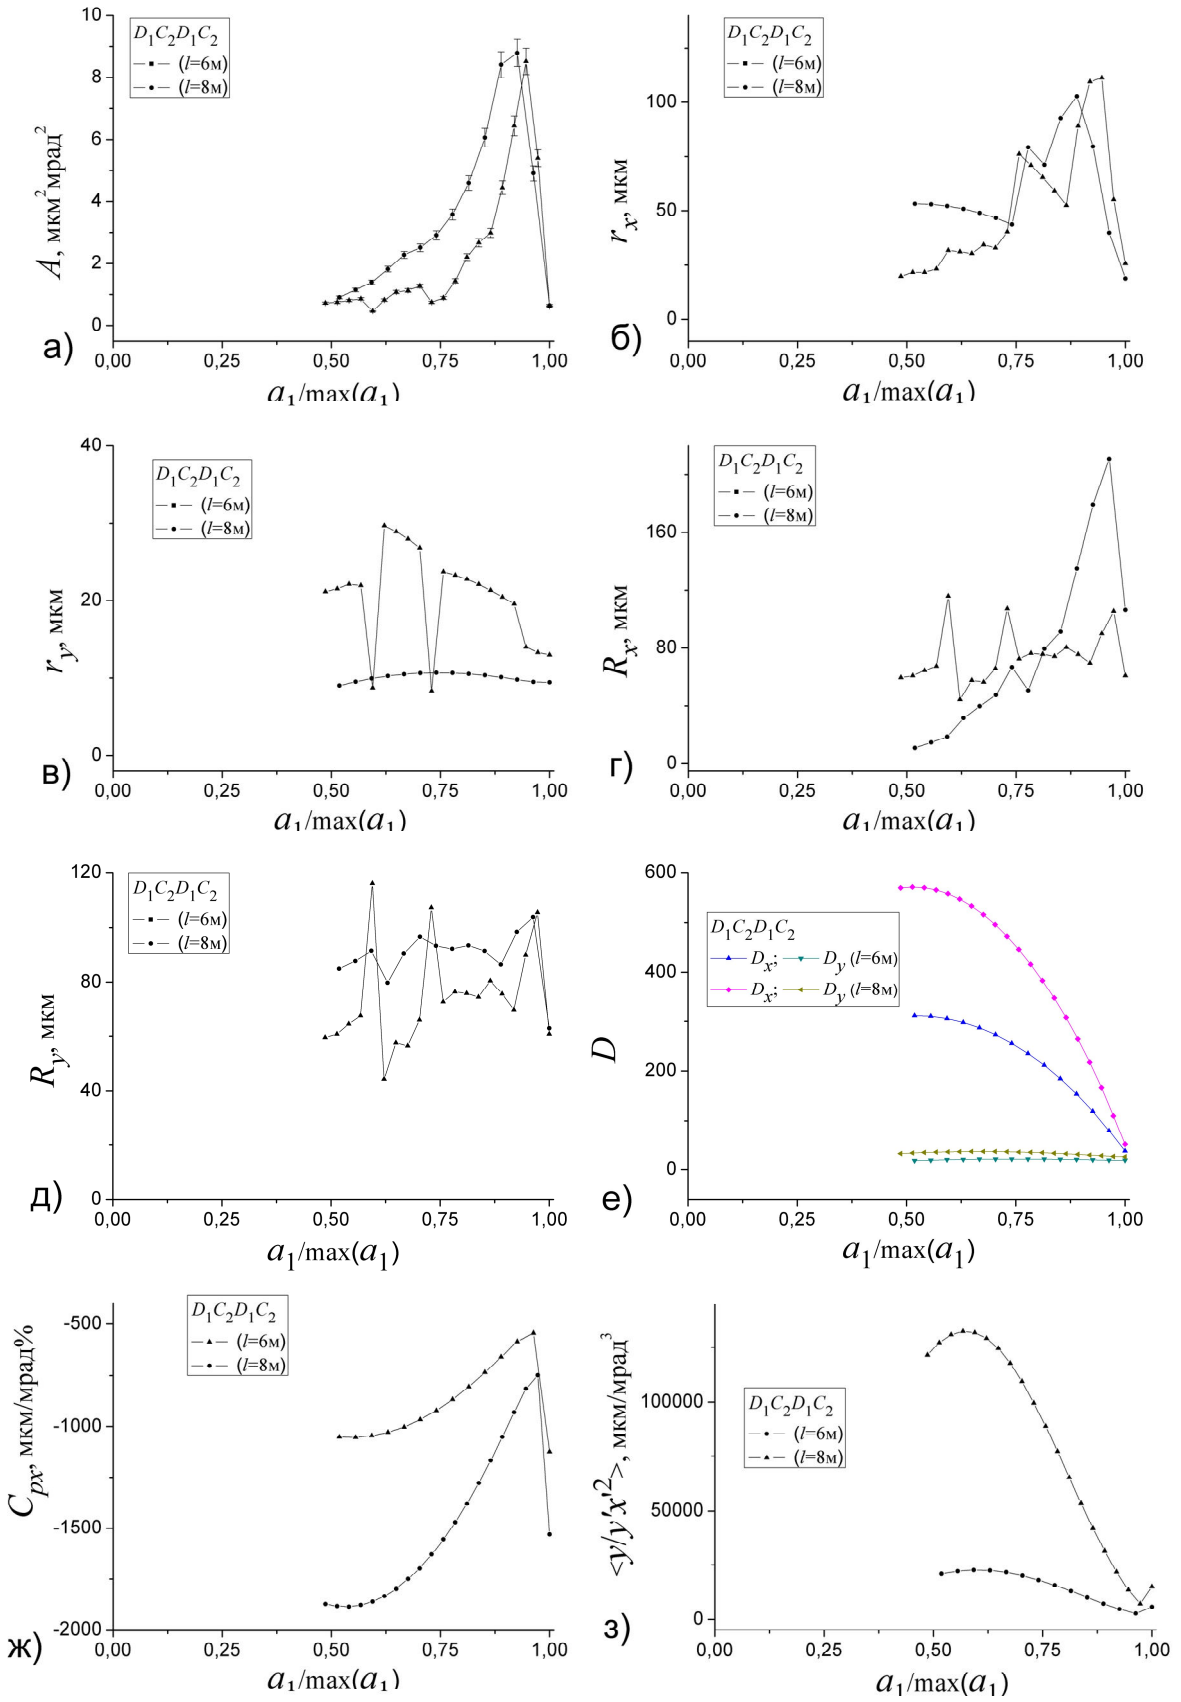 10
8
6
4
2
0
A, мкм²мрад²
D₁C₂D₁C₂
(l=6м)
(l=8м)
0,00 0,25 0,50 0,75 1,00
a₁/max(a₁)
а)
100
50
0
rₓ, мкм
D₁C₂D₁C₂
(l=6м)
(l=8м)
0,00 0,25 0,50 0,75 1,00
a₁/max(a₁)
б)
40
20
0
r_y, мкм
D₁C₂D₁C₂
(l=6м)
(l=8м)
0,00 0,25 0,50 0,75 1,00
a₁/max(a₁)
в)
160
80
0
Rₓ, мкм
D₁C₂D₁C₂
(l=6м)
(l=8м)
0,00 0,25 0,50 0,75 1,00
a₁/max(a₁)
г)
120
80
40
0
R_y, мкм
D₁C₂D₁C₂
(l=6м)
(l=8м)
0,00 0,25 0,50 0,75 1,00
a₁/max(a₁)
д)
600
400
200
0
D
D₁C₂D₁C₂
Dₓ; D_y (l=6м)
Dₓ; D_y (l=8м)
0,00 0,25 0,50 0,75 1,00
a₁/max(a₁)
е)
-500
-1000
-1500
-2000
C_px, мкм/мрад%
D₁C₂D₁C₂
(l=6м)
(l=8м)
0,00 0,25 0,50 0,75 1,00
a₁/max(a₁)
ж)
100000
50000
0
<y/y'x'²>, мкм/мрад³
D₁C₂D₁C₂
(l=6м)
(l=8м)
0,00 0,25 0,50 0,75 1,00
a₁/max(a₁)
з)